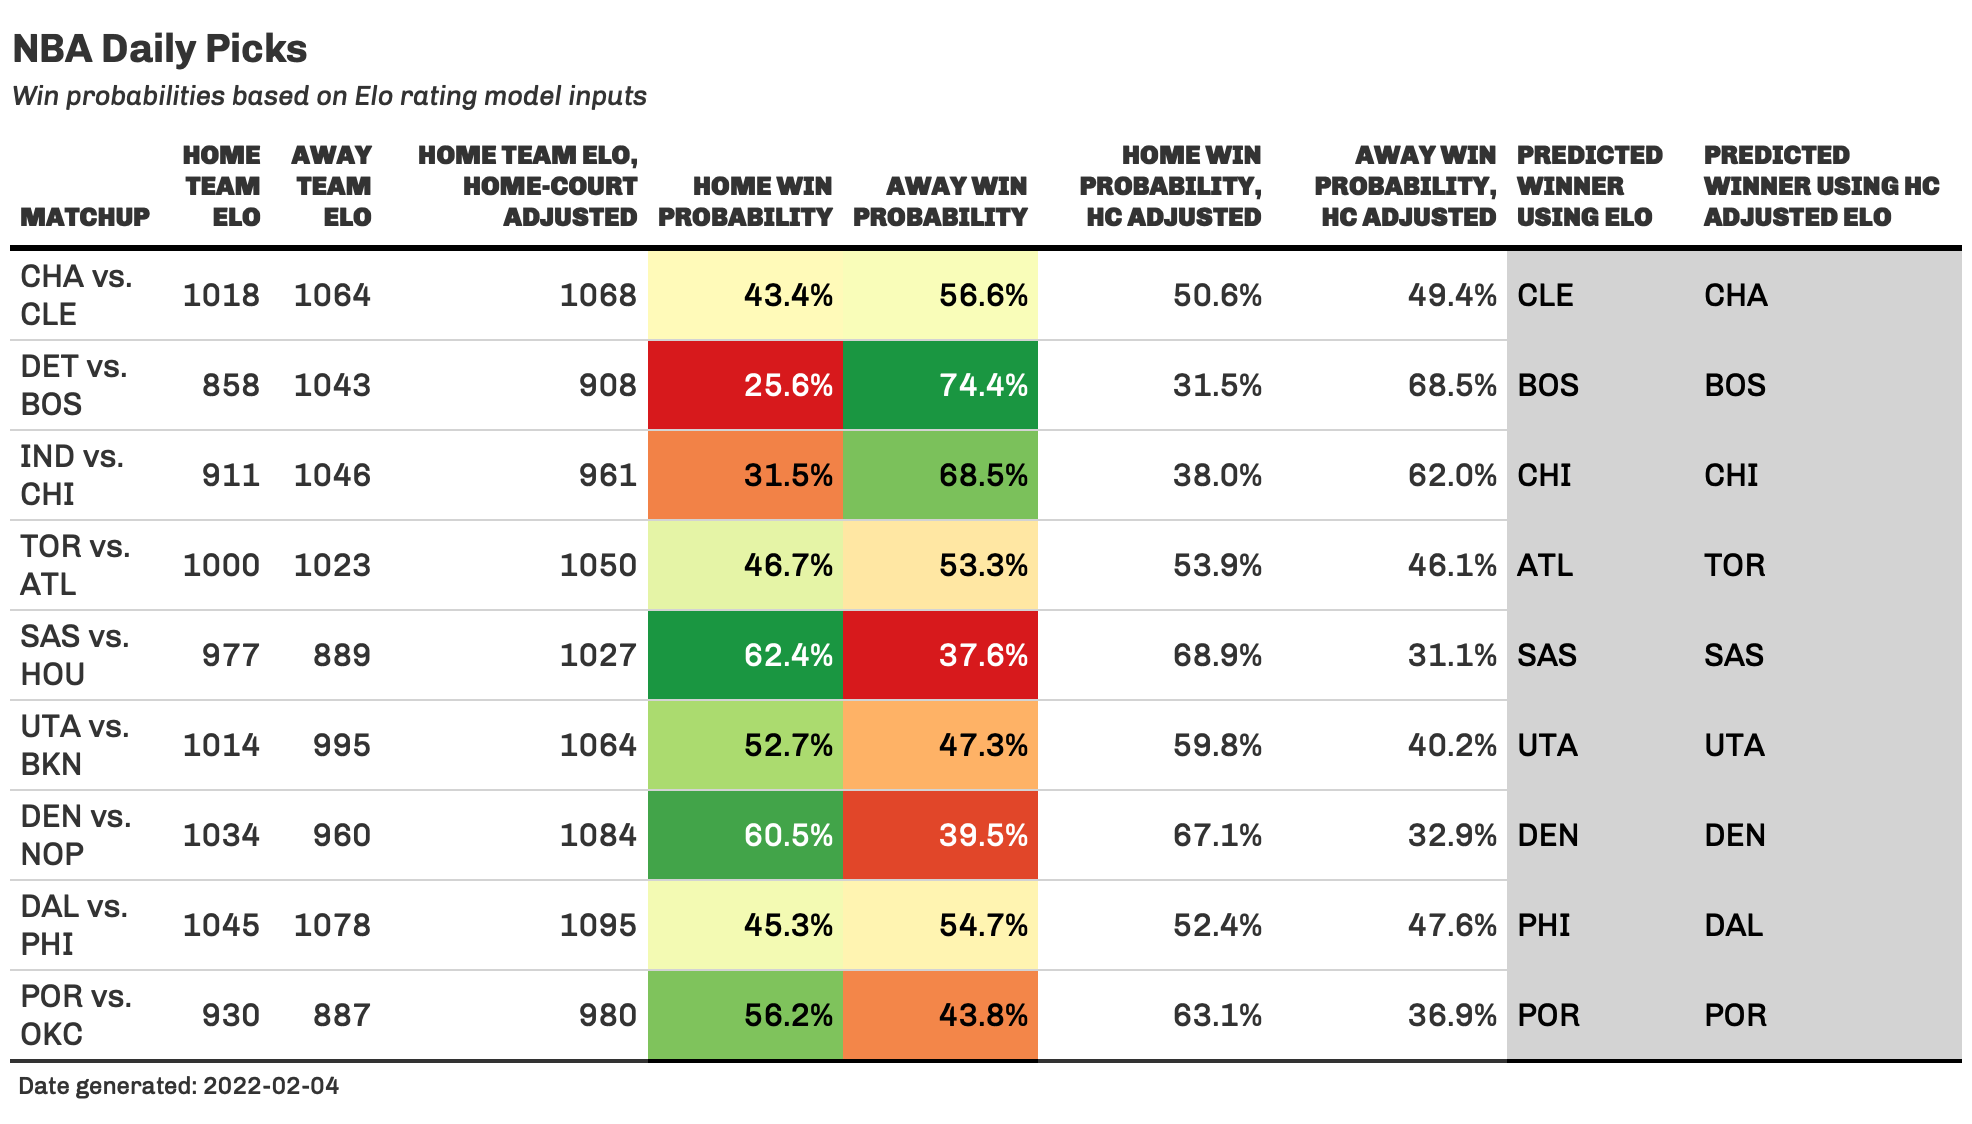 NBA Daily Picks
Win probabilities based on Elo rating model inputs
MATCHUP HOME TEAM ELO AWAY TEAM ELO HOME TEAM ELO, HOME-COURT ADJUSTED HOME WIN PROBABILITY AWAY WIN PROBABILITY HOME WIN PROBABILITY, HC ADJUSTED AWAY WIN PROBABILITY, HC ADJUSTED PREDICTED WINNER USING ELO PREDICTED WINNER USING HC ADJUSTED ELO
CHA vs. CLE 1018 1064 1068 43.4% 56.6% 50.6% 49.4% CLE CHA
DET vs. BOS 858 1043 908 25.6% 74.4% 31.5% 68.5% BOS BOS
IND vs. CHI 911 1046 961 31.5% 68.5% 38.0% 62.0% CHI CHI
TOR vs. ATL 1000 1023 1050 46.7% 53.3% 53.9% 46.1% ATL TOR
SAS vs. HOU 977 889 1027 62.4% 37.6% 68.9% 31.1% SAS SAS
UTA vs. BKN 1014 995 1064 52.7% 47.3% 59.8% 40.2% UTA UTA
DEN vs. NOP 1034 960 1084 60.5% 39.5% 67.1% 32.9% DEN DEN
DAL vs. PHI 1045 1078 1095 45.3% 54.7% 52.4% 47.6% PHI DAL
POR vs. OKC 930 887 980 56.2% 43.8% 63.1% 36.9% POR POR
Date generated: 2022-02-04